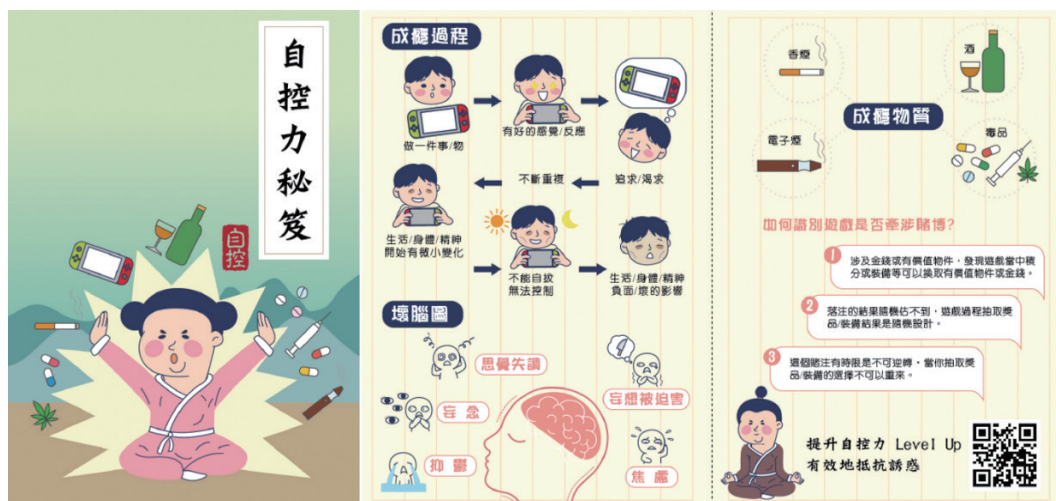 自控力秘笈
自控
成癮過程
做一件事/物
有好的感覺/反應
追求/渴求
不斷重複
生活/身體/精神
開始有微小變化
不能自拔
無法控制
生活/身體/精神
負面/壞的影響
壞腦圖
思覺失調
妄想被迫害
妄念
抑鬱
焦慮
香煙
酒
成癮物質
電子煙
毒品
如何識別遊戲是否牽涉賭博?
1
涉及金錢或有價值物件，發現遊戲當中積
分或裝備等可以換取有價值物件或金錢。
2
落注的結果隨機估不到，遊戲過程抽取獎
品/裝備結果是隨機設計。
3
這個賭注有時限是不可逆轉，當你抽取獎
品/裝備的選擇不可以重來。
提升自控力 Level Up
有效地抵抗誘惑